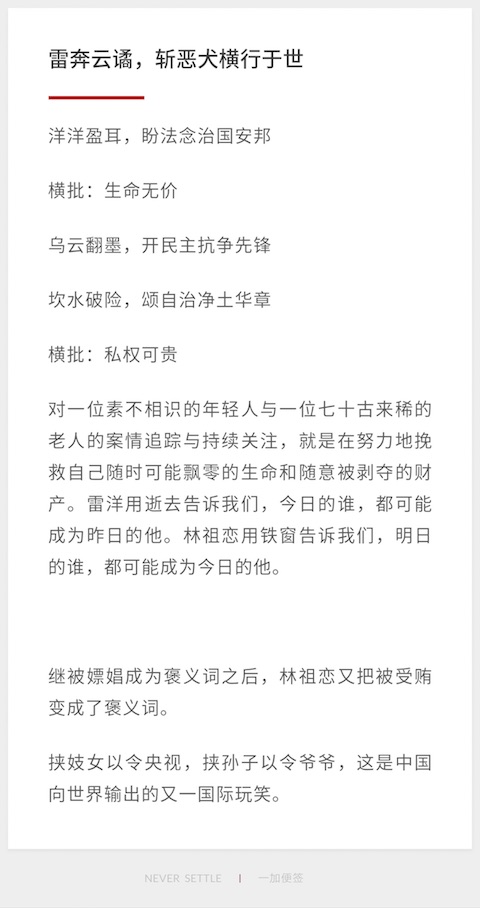 雷奔云谲，斩恶犬横行于世
洋洋盈耳，盼法念治国安邦
横批：生命无价
乌云翻墨，开民主抗争先锋
坎水破险，颂自治净土华章
横批：私权可贵
对一位素不相识的年轻人与一位七十古来稀的
老人的案情追踪与持续关注，就是在努力地挽
救自己随时可能飘零的生命和随意被剥夺的财
产。雷洋用逝去告诉我们，今日的谁，都可能
成为昨日的他。林祖恋用铁窗告诉我们，明日
的谁，都可能成为今日的他。
继被嫖娼成为褒义词之后，林祖恋又把被受贿
变成了褒义词。
挟妓女以令央视，挟孙子以令爷爷，这是中国
向世界输出的又一国际玩笑。
NEVER SETTLE | 一加便签